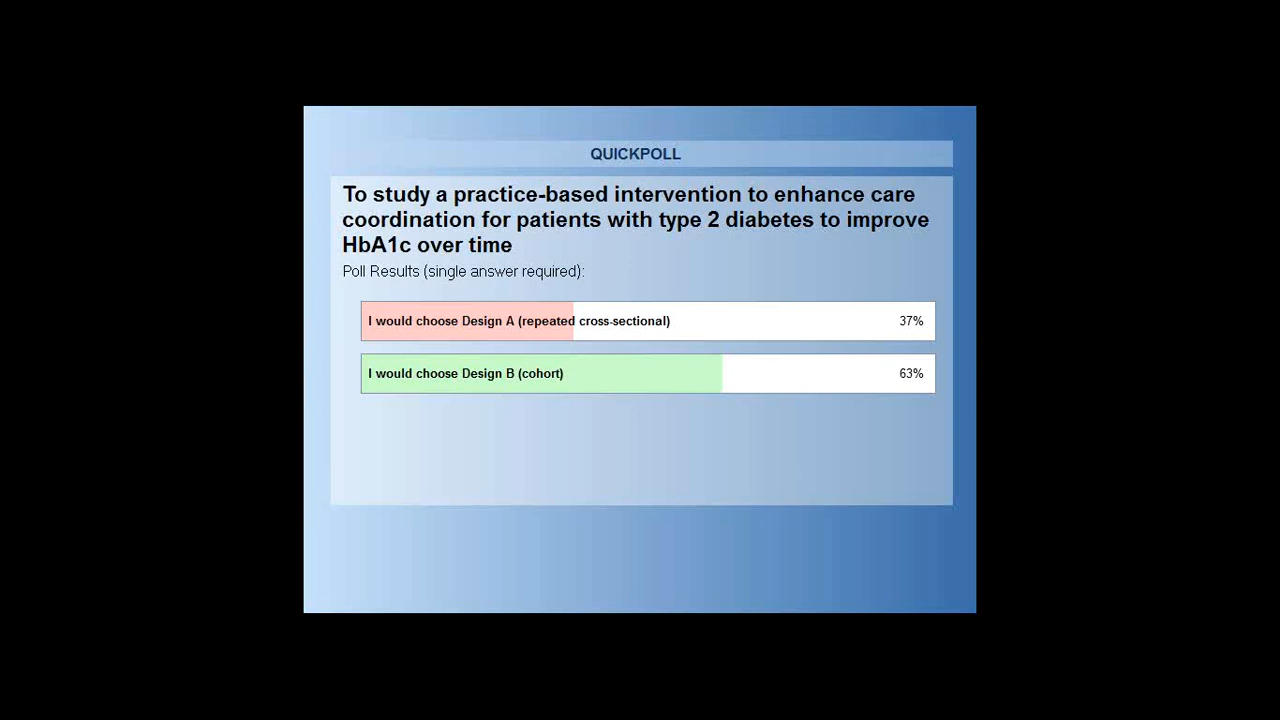 QUICKPOLL
To study a practice-based intervention to enhance care
coordination for patients with type 2 diabetes to improve
HbA1c over time
Poll Results (single answer required):
I would choose Design A (repeated cross-sectional) 37%
I would choose Design B (cohort) 63%